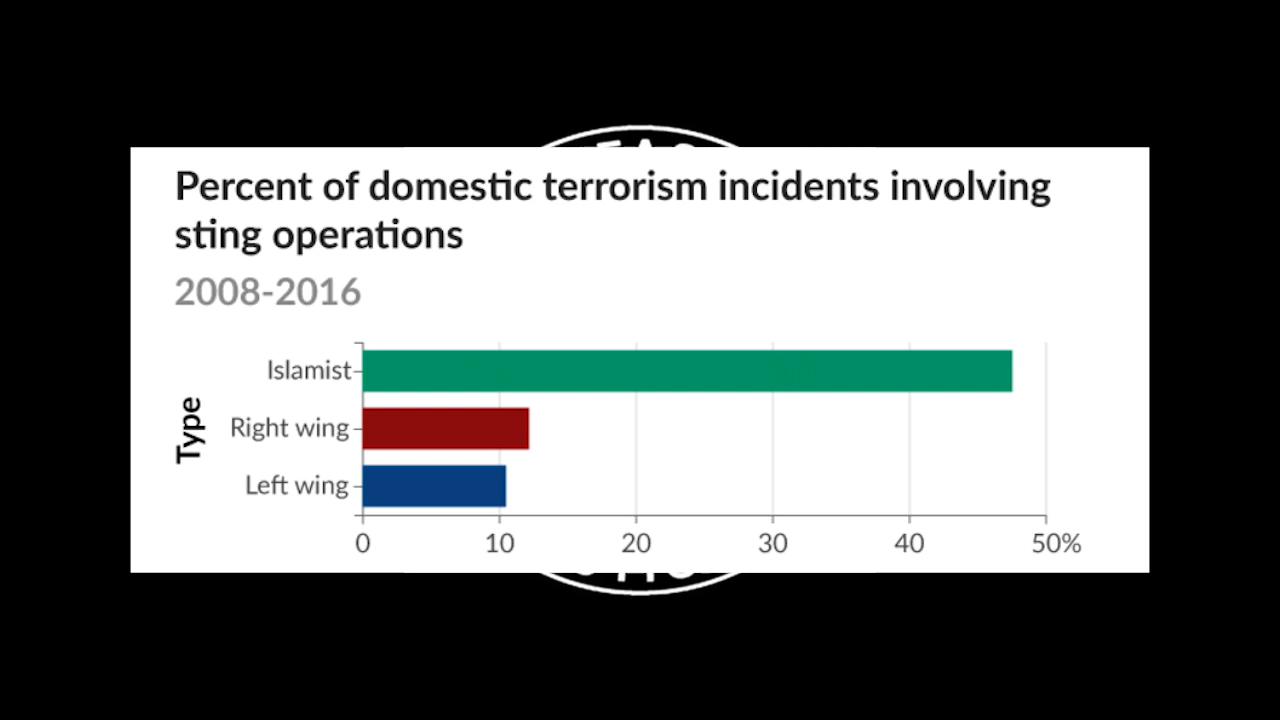 Percent of domestic terrorism incidents involving
sting operations
2008-2016
Type
Islamist
Right wing
Left wing
0 10 20 30 40 50%